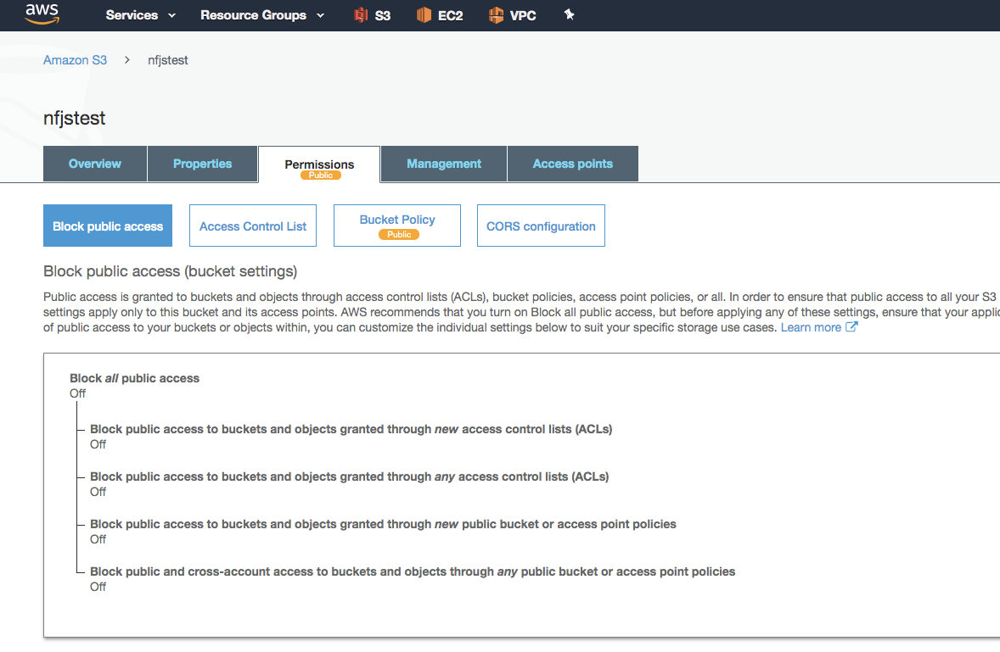 aws Services Resource Groups S3 EC2 VPC
Amazon S3 > nfjstest
nfjstest
Overview Properties Permissions Management Access points
Public
Block public access Access Control List Bucket Policy CORS configuration
Public
Block public access (bucket settings)
Public access is granted to buckets and objects through access control lists (ACLs), bucket policies, access point policies, or all. In order to ensure that public access to all your S3
settings apply only to this bucket and its access points. AWS recommends that you turn on Block all public access, but before applying any of these settings, ensure that your applic
of public access to your buckets or objects within, you can customize the individual settings below to suit your specific storage use cases. Learn more
Block all public access
Off
Block public access to buckets and objects granted through new access control lists (ACLs)
Off
Block public access to buckets and objects granted through any access control lists (ACLs)
Off
Block public access to buckets and objects granted through new public bucket or access point policies
Off
Block public and cross-account access to buckets and objects through any public bucket or access point policies
Off